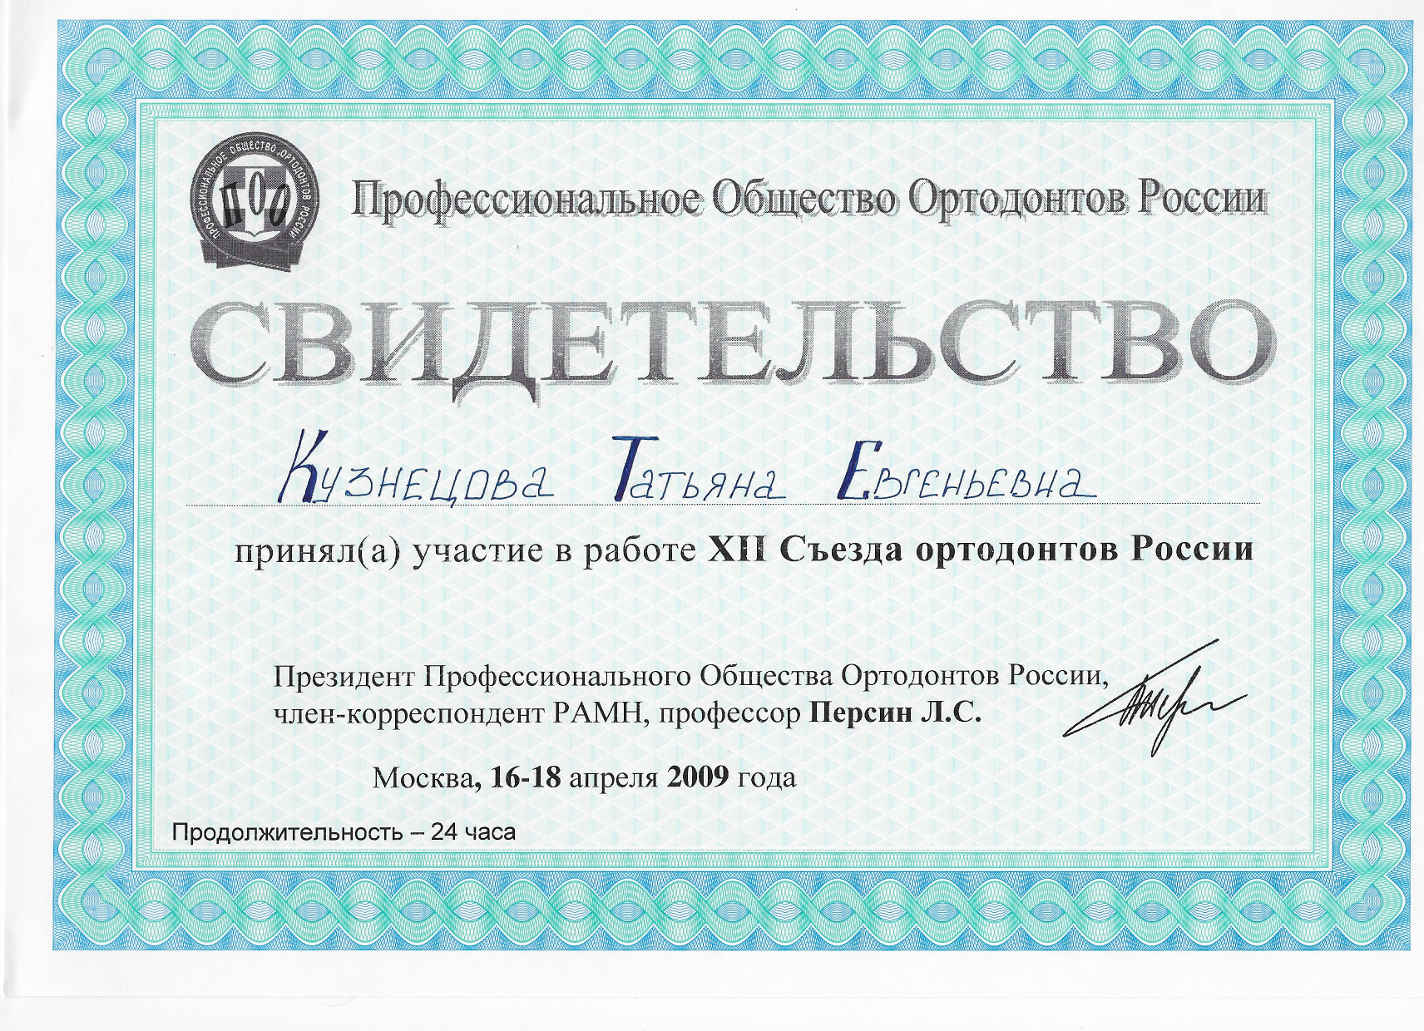 ПРОФЕССИОНАЛЬНОЕ ОБЩЕСТВО ОРТОДОНТОВ РОССИИ
ПОО
Профессиональное Общество Ортодонтов России
СВИДЕТЕЛЬСТВО
Кузнецова Татьяна Евгеньевна
принял(а) участие в работе XII Съезда ортодонтов России
Президент Профессионального Общества Ортодонтов России,
член-корреспондент РАМН, профессор Персин Л.С.
Москва, 16-18 апреля 2009 года
Продолжительность – 24 часа